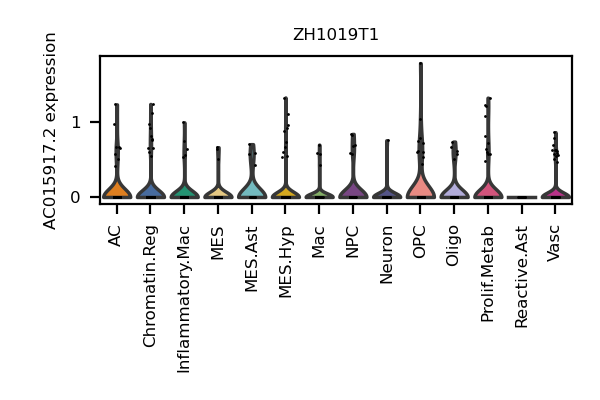 ZH1019T1
AC015917.2 expression
1
0
AC
Chromatin.Reg
Inflammatory.Mac
MES
MES.Ast
MES.Hyp
Mac
NPC
Neuron
OPC
Oligo
Prolif.Metab
Reactive.Ast
Vasc